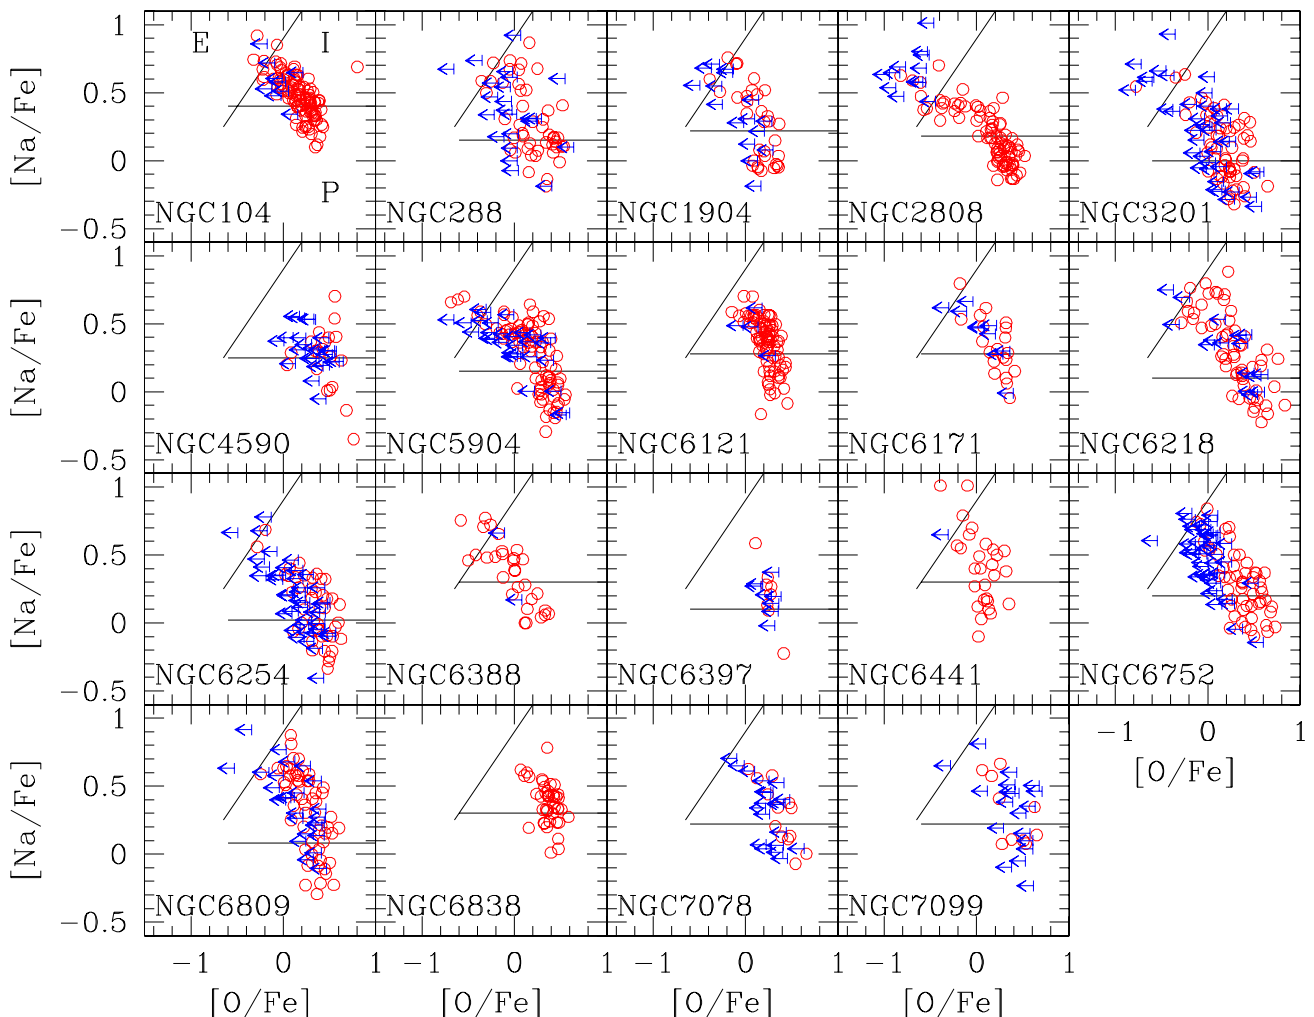 E I
P
[Na/Fe] 1 0.5 0 −0.5
NGC104 NGC288 NGC1904 NGC2808 NGC3201
[Na/Fe] 1 0.5 0 −0.5
NGC4590 NGC5904 NGC6121 NGC6171 NGC6218
[Na/Fe] 1 0.5 0 −0.5
NGC6254 NGC6388 NGC6397 NGC6441 NGC6752
[Na/Fe] 1 0.5 0 −0.5
−1 0 1
[O/Fe]
NGC6809 NGC6838 NGC7078 NGC7099
−1 0 1 −1 0 1 −1 0 1 −1 0 1
[O/Fe] [O/Fe] [O/Fe] [O/Fe]